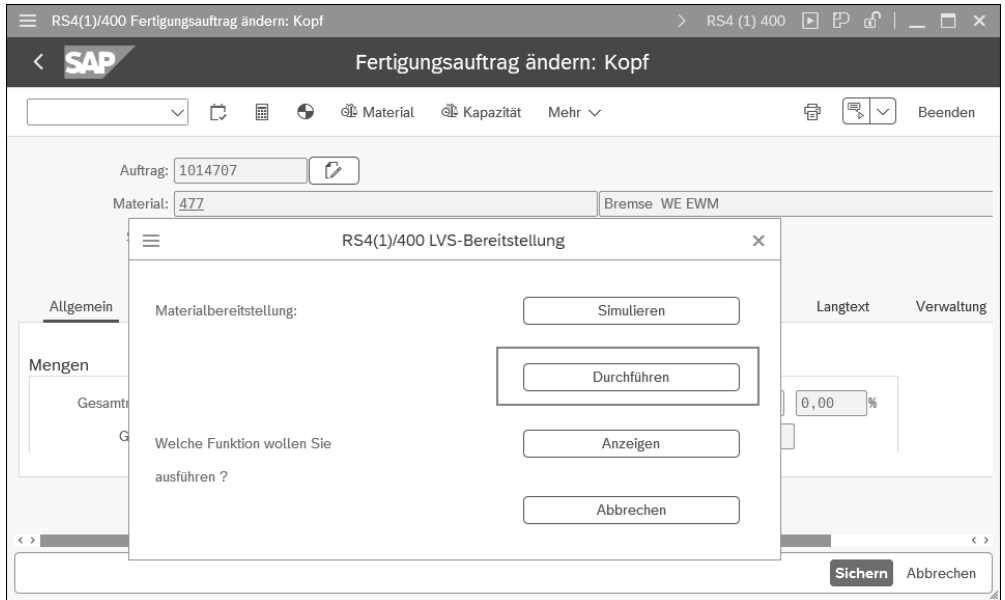 RS4(1)/400 Fertigungsauftrag ändern: Kopf RS4 (1) 400
SAP Fertigungsauftrag ändern: Kopf
Material Kapazität Mehr Beenden
Auftrag: 1014707
Material: 477 Bremse WE EWM
RS4(1)/400 LVS-Bereitstellung
Allgemein Materialbereitstellung: Simulieren Langtext Verwaltung
Mengen
Durchführen
Gesamt 0,00 %
G Welche Funktion wollen Sie Anzeigen
ausführen ?
Abbrechen
Sichern Abbrechen